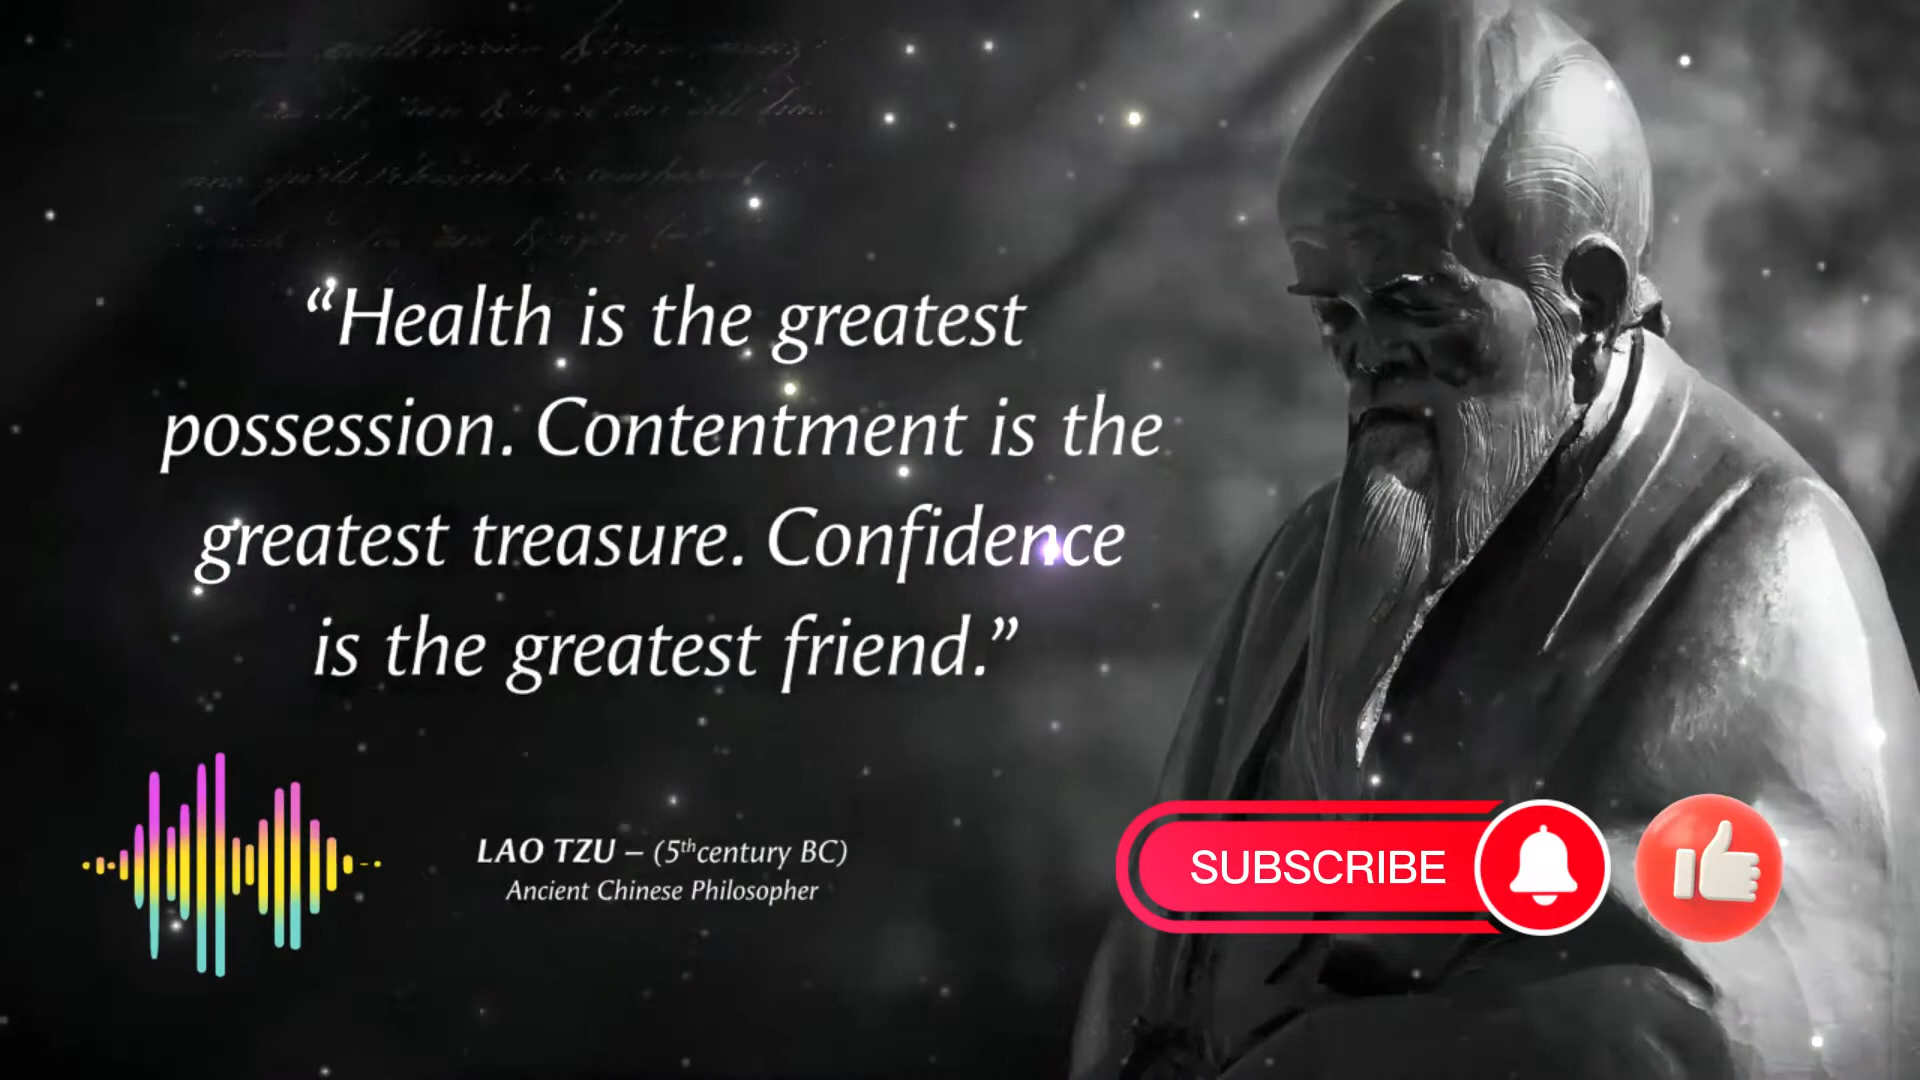 “Health is the greatest
possession. Contentment is the
greatest treasure. Confidence
is the greatest friend.”
LAO TZU – (5thcentury BC)
Ancient Chinese Philosopher
SUBSCRIBE